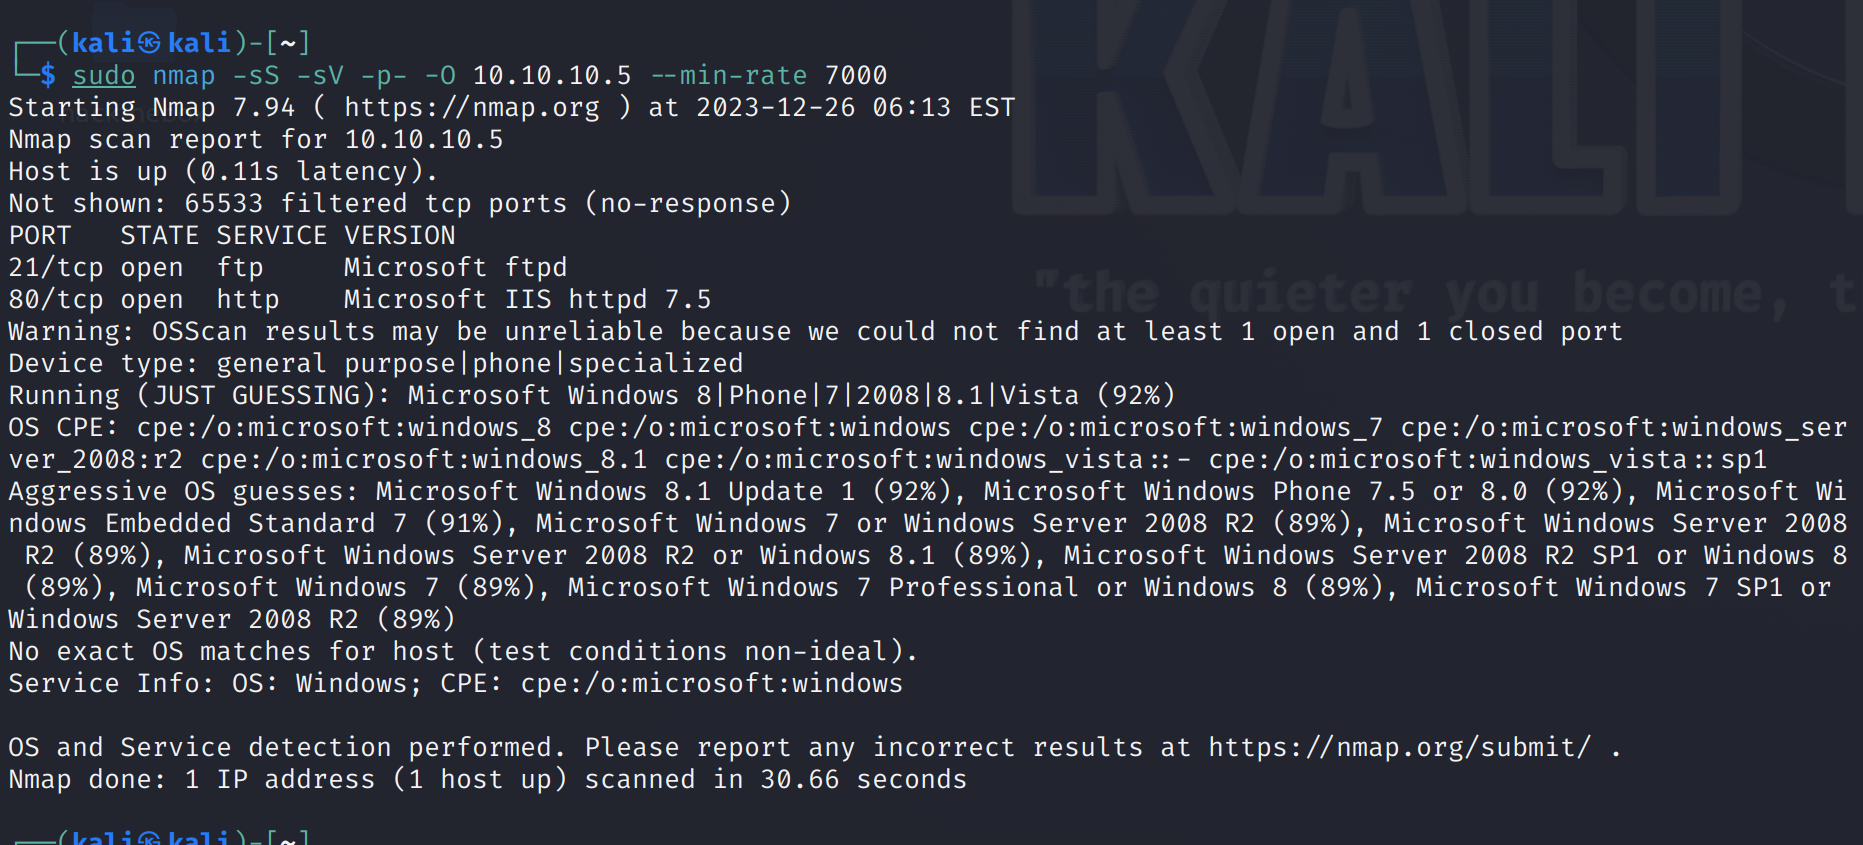 ┌──(kali㉿kali)-[~]
└─$ sudo nmap -sS -sV -p- -O 10.10.10.5 --min-rate 7000
Starting Nmap 7.94 ( https://nmap.org ) at 2023-12-26 06:13 EST
Nmap scan report for 10.10.10.5
Host is up (0.11s latency).
Not shown: 65533 filtered tcp ports (no-response)
PORT   STATE SERVICE VERSION
21/tcp open  ftp     Microsoft ftpd
80/tcp open  http    Microsoft IIS httpd 7.5
Warning: OSScan results may be unreliable because we could not find at least 1 open and 1 closed port
Device type: general purpose|phone|specialized
Running (JUST GUESSING): Microsoft Windows 8|Phone|7|2008|8.1|Vista (92%)
OS CPE: cpe:/o:microsoft:windows_8 cpe:/o:microsoft:windows cpe:/o:microsoft:windows_7 cpe:/o:microsoft:windows_ser
ver_2008:r2 cpe:/o:microsoft:windows_8.1 cpe:/o:microsoft:windows_vista::- cpe:/o:microsoft:windows_vista::sp1
Aggressive OS guesses: Microsoft Windows 8.1 Update 1 (92%), Microsoft Windows Phone 7.5 or 8.0 (92%), Microsoft Wi
ndows Embedded Standard 7 (91%), Microsoft Windows 7 or Windows Server 2008 R2 (89%), Microsoft Windows Server 2008
 R2 (89%), Microsoft Windows Server 2008 R2 or Windows 8.1 (89%), Microsoft Windows Server 2008 R2 SP1 or Windows 8
 (89%), Microsoft Windows 7 (89%), Microsoft Windows 7 Professional or Windows 8 (89%), Microsoft Windows 7 SP1 or
Windows Server 2008 R2 (89%)
No exact OS matches for host (test conditions non-ideal).
Service Info: OS: Windows; CPE: cpe:/o:microsoft:windows
OS and Service detection performed. Please report any incorrect results at https://nmap.org/submit/ .
Nmap done: 1 IP address (1 host up) scanned in 30.66 seconds
┌──(kali㉿kali)-[~]
KALI
"the quieter you become, t